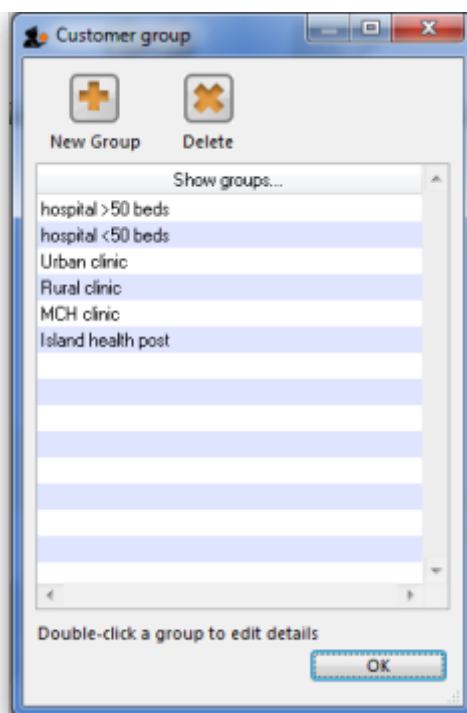 Customer group
New Group Delete
Show groups...
hospital >50 beds
hospital <50 beds
Urban clinic
Rural clinic
MCH clinic
Island health post
Double-click a group to edit details
OK